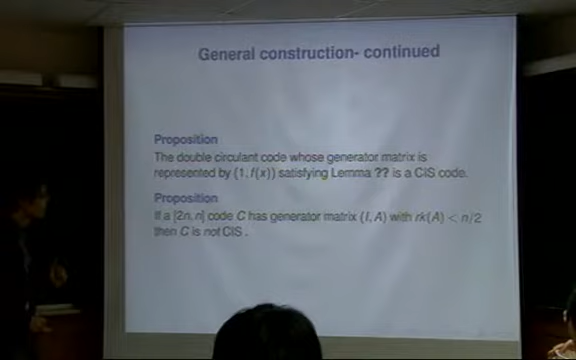 General construction- continued
Proposition
The double circulant code whose generator matrix is
represented by (1, f(x)) satisfying Lemma ?? is a CIS code.
Proposition
If a [2n, n] code C has generator matrix (I, A) with rk(A) < n/2
then C is not CIS .